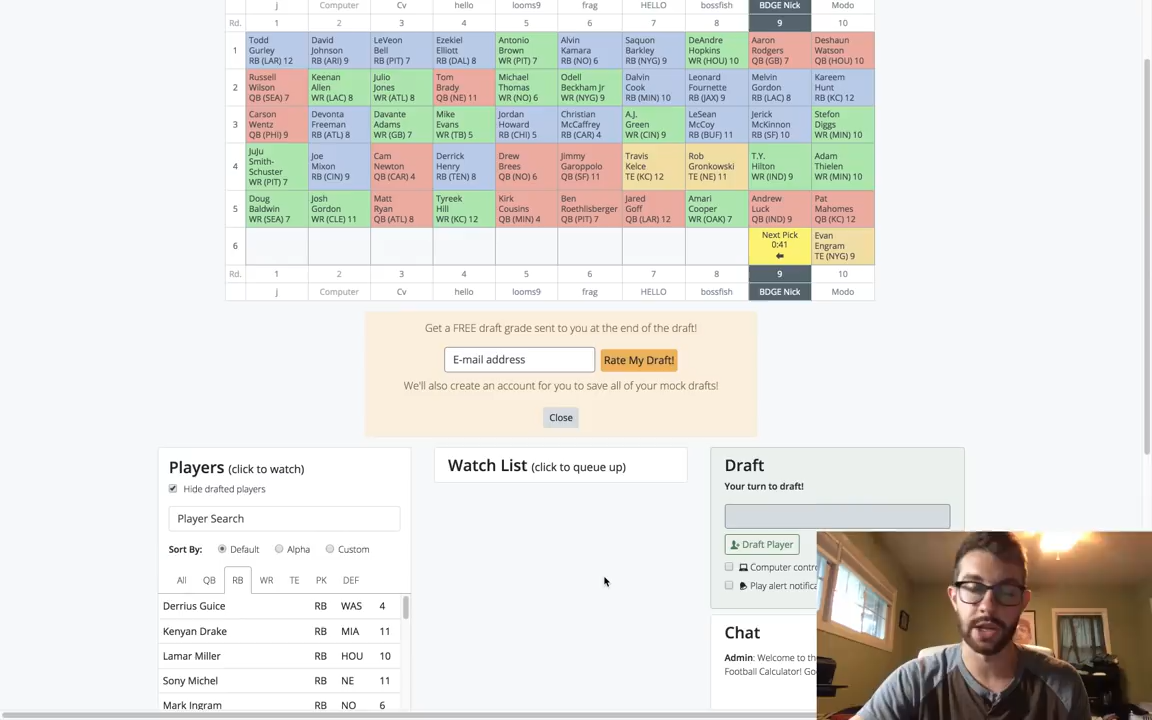 j Computer Cv hello looms9 frag HELLO bossfish BDGE Nick Modo
Rd. 1 2 3 4 5 6 7 8 9 10
1
Todd Gurley RB (LAR) 12
David Johnson RB (ARI) 9
LeVeon Bell RB (PIT) 7
Ezekiel Elliott RB (DAL) 8
Antonio Brown WR (PIT) 7
Alvin Kamara RB (NO) 6
Saquon Barkley RB (NYG) 9
DeAndre Hopkins WR (HOU) 10
Aaron Rodgers QB (GB) 7
Deshaun Watson QB (HOU) 10
2
Russell Wilson QB (SEA) 7
Keenan Allen WR (LAC) 8
Julio Jones WR (ATL) 8
Tom Brady QB (NE) 11
Michael Thomas WR (NO) 6
Odell Beckham Jr WR (NYG) 9
Dalvin Cook RB (MIN) 10
Leonard Fournette RB (JAX) 9
Melvin Gordon RB (LAC) 8
Kareem Hunt RB (KC) 12
3
Carson Wentz QB (PHI) 9
Devonta Freeman RB (ATL) 8
Davante Adams WR (GB) 7
Mike Evans WR (TB) 5
Jordan Howard RB (CHI) 5
Christian McCaffrey RB (CAR) 4
A.J. Green WR (CIN) 9
LeSean McCoy RB (BUF) 11
Jerick McKinnon RB (SF) 10
Stefon Diggs WR (MIN) 10
4
JuJu Smith-Schuster WR (PIT) 7
Joe Mixon RB (CIN) 9
Cam Newton QB (CAR) 4
Derrick Henry RB (TEN) 8
Drew Brees QB (NO) 6
Jimmy Garoppolo QB (SF) 11
Travis Kelce TE (KC) 12
Rob Gronkowski TE (NE) 11
T.Y. Hilton WR (IND) 9
Adam Thielen WR (MIN) 10
5
Doug Baldwin WR (SEA) 7
Josh Gordon WR (CLE) 11
Matt Ryan QB (ATL) 8
Tyreek Hill WR (KC) 12
Kirk Cousins QB (MIN) 4
Ben Roethlisberger QB (PIT) 7
Jared Goff QB (LAR) 12
Amari Cooper WR (OAK) 7
Andrew Luck QB (IND) 9
Pat Mahomes QB (KC) 12
6
Next Pick 0:41
Evan Engram TE (NYG) 9
Rd. 1 2 3 4 5 6 7 8 9 10
j Computer Cv hello looms9 frag HELLO bossfish BDGE Nick Modo
Get a FREE draft grade sent to you at the end of the draft!
E-mail address Rate My Draft!
We'll also create an account for you to save all of your mock drafts!
Close
Players (click to watch)
Hide drafted players
Player Search
Sort By: Default Alpha Custom
All QB RB WR TE PK DEF
Derrius Guice RB WAS 4
Kenyan Drake RB MIA 11
Lamar Miller RB HOU 10
Sony Michel RB NE 11
Mark Ingram RB NO 6
Watch List (click to queue up)
Draft
Your turn to draft!
Draft Player
Computer contro
Play alert notifica
Chat
Admin: Welcome to th
Football Calculator! Go